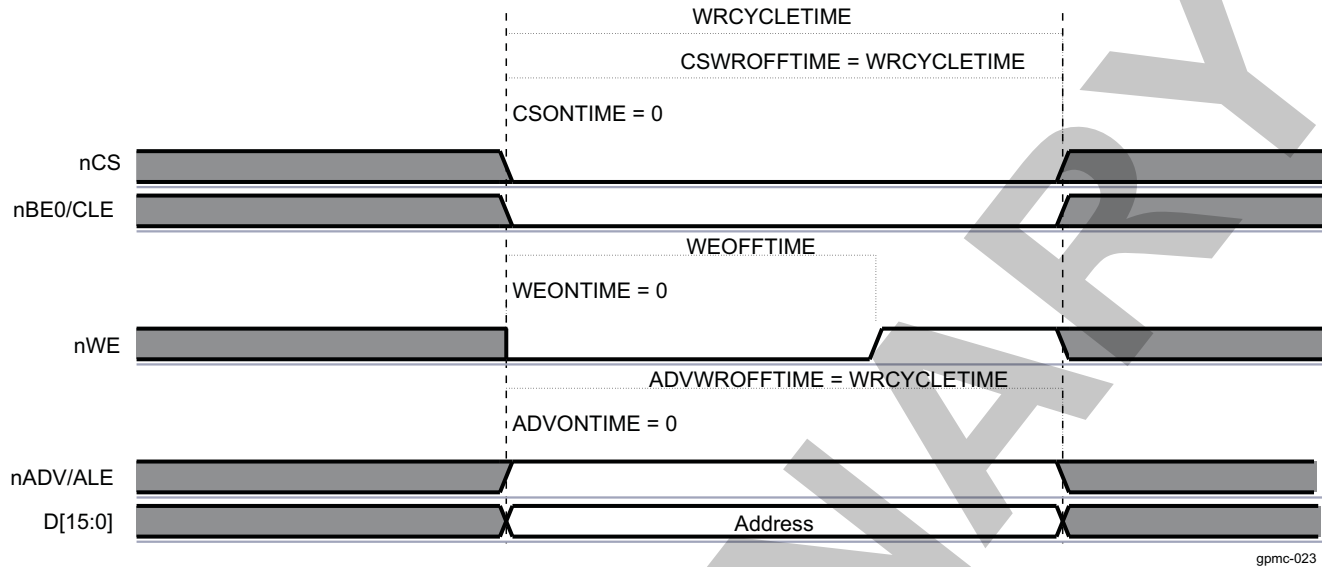 WRCYCLETIME
CSWROFFTIME = WRCYCLETIME
CSONTIME = 0
nCS
nBE0/CLE
WEOFFTIME
WEONTIME = 0
nWE
ADVWROFFTIME = WRCYCLETIME
ADVONTIME = 0
nADV/ALE
D[15:0]
Address
gpmc-023
NARY